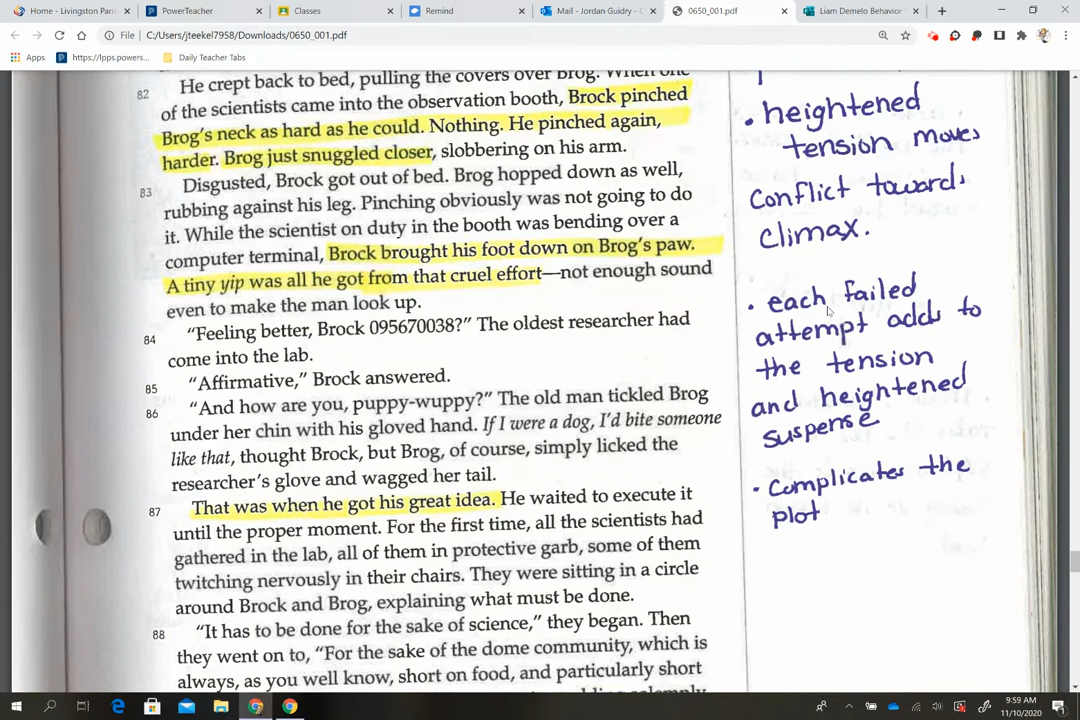 Home - Livingston Paris
PowerTeacher
Classes
Remind
Mail - Jordan Guidry - O
0650_001.pdf
Liam Demelo Behavior
File | C:/Users/jteekel7958/Downloads/0650_001.pdf
Apps
https://lpps.powers...
Daily Teacher Tabs
He crept back to bed, pulling the covers over Brog. When one
82
of the scientists came into the observation booth, Brock pinched
Brog's neck as hard as he could. Nothing. He pinched again,
harder. Brog just snuggled closer, slobbering on his arm.
83
Disgusted, Brock got out of bed. Brog hopped down as well,
rubbing against his leg. Pinching obviously was not going to do
it. While the scientist on duty in the booth was bending over a
computer terminal, Brock brought his foot down on Brog's paw.
A tiny yip was all he got from that cruel effort—not enough sound
even to make the man look up.
84
"Feeling better, Brock 095670038?" The oldest researcher had
come into the lab.
85
"Affirmative," Brock answered.
86
"And how are you, puppy-wuppy?" The old man tickled Brog
under her chin with his gloved hand. If I were a dog, I'd bite someone
like that, thought Brock, but Brog, of course, simply licked the
researcher's glove and wagged her tail.
87
That was when he got his great idea. He waited to execute it
until the proper moment. For the first time, all the scientists had
gathered in the lab, all of them in protective garb, some of them
twitching nervously in their chairs. They were sitting in a circle
around Brock and Brog, explaining what must be done.
88
"It has to be done for the sake of science," they began. Then
they went on to, "For the sake of the dome community, which is
always, as you well know, short on food, and particularly short
• heightened
tension moves
conflict towards
climax.
• each failed
attempt adds to
the tension
and heightened
suspense
• Complicates the
plot
9:59 AM
11/10/2020